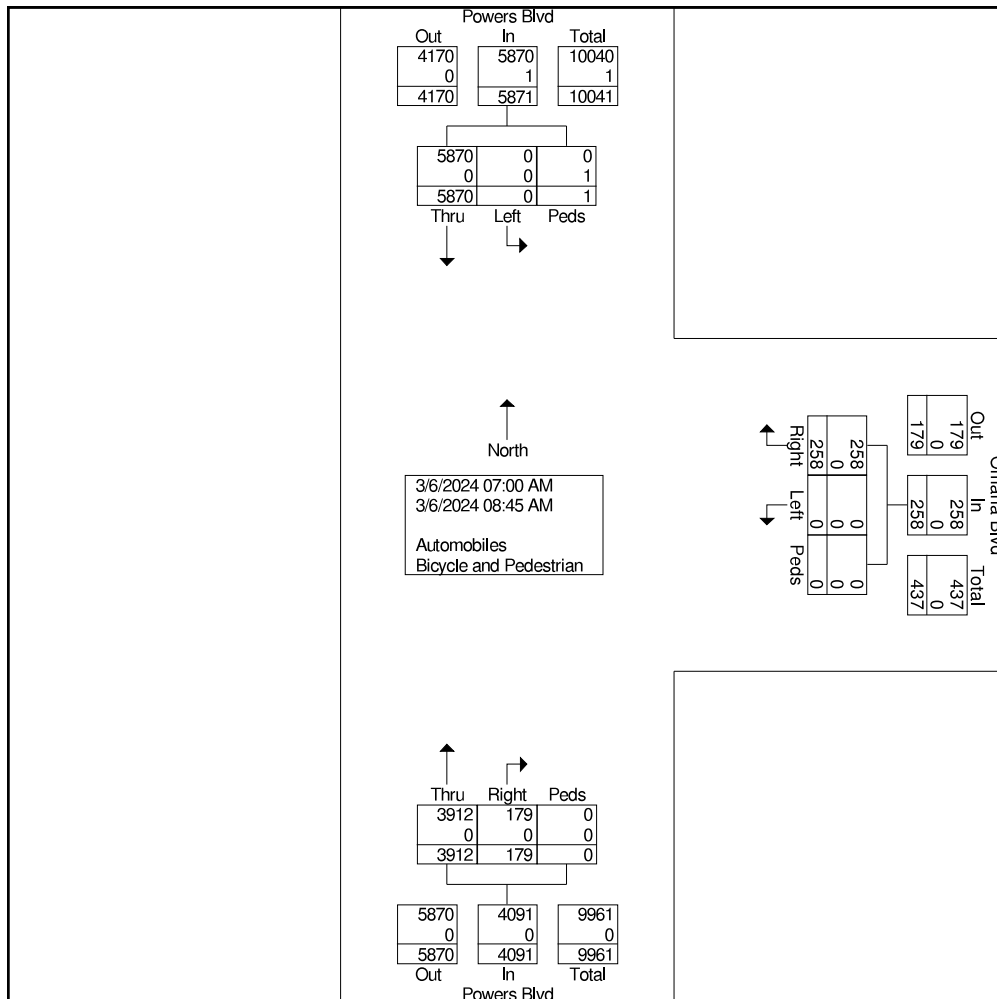 Powers Blvd
Out In Total
4170 5870 10040
0 1 1
4170 5871 10041
5870 0 0
0 0 1
5870 0 1
Thru Left Peds
North
3/6/2024 07:00 AM
3/6/2024 08:45 AM
Automobiles
Bicycle and Pedestrian
Out In Total
179 258 437
0 0 0
179 258 437
258 0 0
0 0 0
258 0 0
Right Left Peds
Blvd
Thru Right Peds
3912 179 0
0 0 0
3912 179 0
5870 4091 9961
0 0 0
5870 4091 9961
Out In Total
Powers Blvd